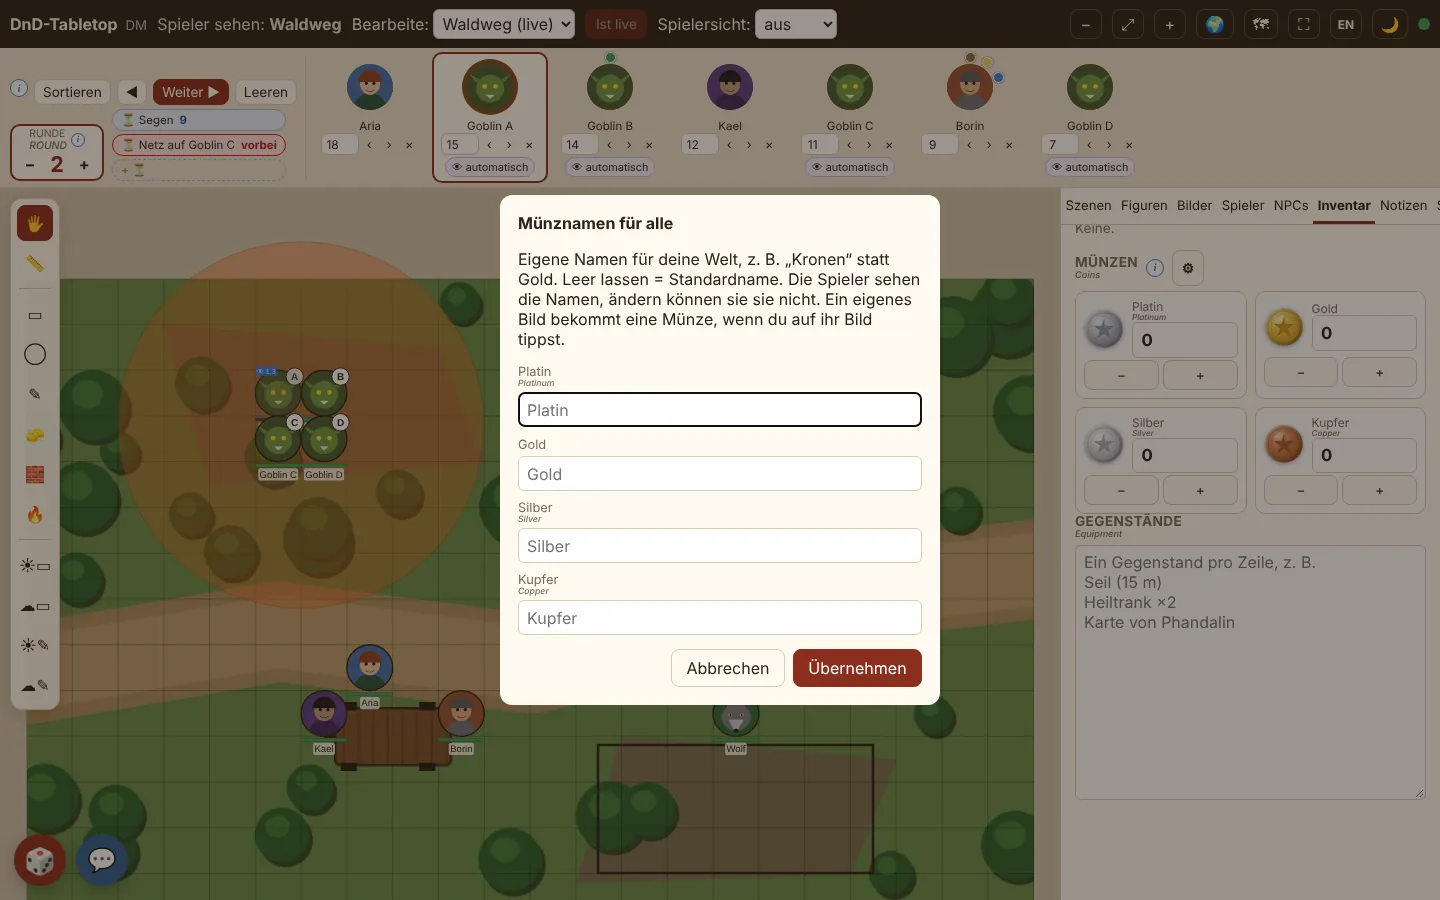 DnD-Tabletop DM Spieler sehen: Waldweg Bearbeite: Waldweg (live) Ist live Spielersicht: aus − + EN
Sortieren Weiter Leeren
RUNDE
ROUND
− 2 +
Segen 9
Netz auf Goblin C vorbei
+
Aria
18 ‹ › ×
Goblin A
15 ‹ › ×
automatisch
Goblin B
14 ‹ › ×
automatisch
Kael
12 ‹ › ×
Goblin C
11 ‹ › ×
automatisch
Borin
9 ‹ › ×
Goblin D
7 ‹ › ×
automatisch
A
B
C
D
Goblin C
Goblin D
Aria
Kael
Borin
Wolf
Münznamen für alle
Eigene Namen für deine Welt, z. B. „Kronen“ statt
Gold. Leer lassen = Standardname. Die Spieler sehen
die Namen, ändern können sie sie nicht. Ein eigenes
Bild bekommt eine Münze, wenn du auf ihr Bild
tippst.
Platin
Platinum
Platin
Gold
Gold
Silber
Silver
Silber
Kupfer
Copper
Kupfer
Abbrechen Übernehmen
Szenen Figuren Bilder Spieler NPCs Inventar Notizen
Keine.
MÜNZEN
Coins
Platin
Platinum
0
− +
Gold
0
− +
Silber
Silver
0
− +
Kupfer
Copper
0
− +
GEGENSTÄNDE
Equipment
Ein Gegenstand pro Zeile, z. B.
Seil (15 m)
Heiltrank ×2
Karte von Phandalin